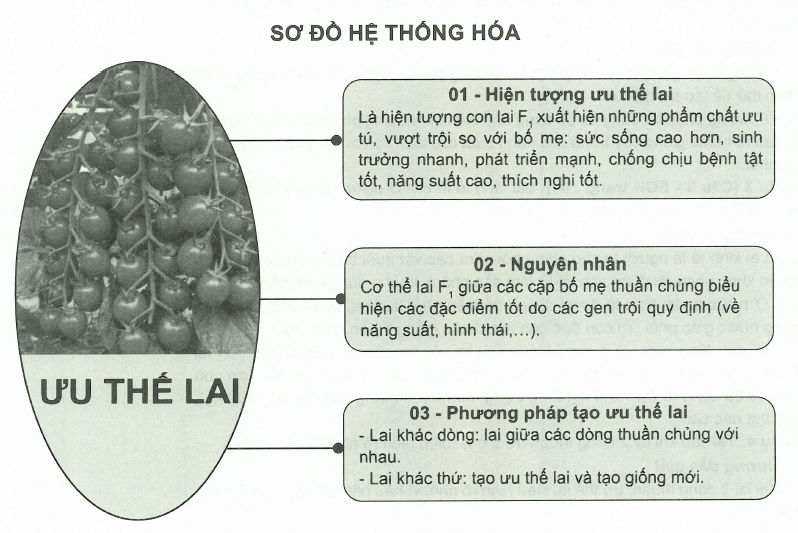 SƠ ĐỒ HỆ THỐNG HÓA
01 - Hiện tượng ưu thế lai
Là hiện tượng con lai F₁ xuất hiện những phẩm chất ưu
tú, vượt trội so với bố mẹ: sức sống cao hơn, sinh
trưởng nhanh, phát triển mạnh, chống chịu bệnh tật
tốt, năng suất cao, thích nghi tốt.
02 - Nguyên nhân
Cơ thể lai F₁ giữa các cặp bố mẹ thuần chủng biểu
hiện các đặc điểm tốt do các gen trội quy định (về
năng suất, hình thái,...).
ƯU THẾ LAI
03 - Phương pháp tạo ưu thế lai
- Lai khác dòng: lai giữa các dòng thuần chủng với
nhau.
- Lai khác thứ: tạo ưu thế lai và tạo giống mới.